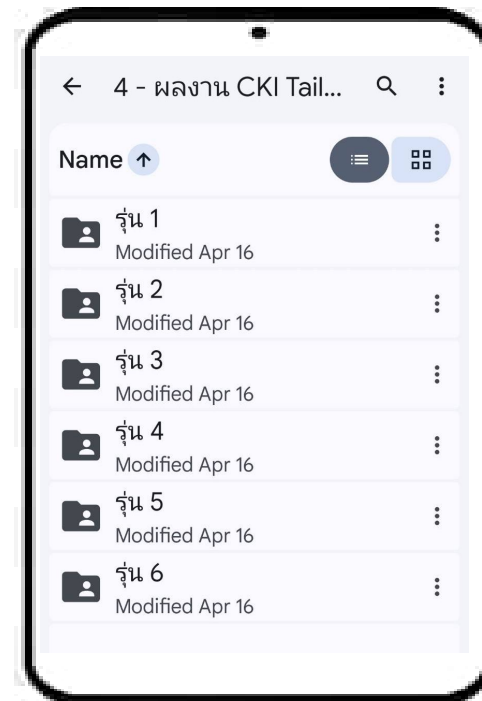 4 - ผลงาน CKI Tail...
Name
รุ่น 1
Modified Apr 16
รุ่น 2
Modified Apr 16
รุ่น 3
Modified Apr 16
รุ่น 4
Modified Apr 16
รุ่น 5
Modified Apr 16
รุ่น 6
Modified Apr 16